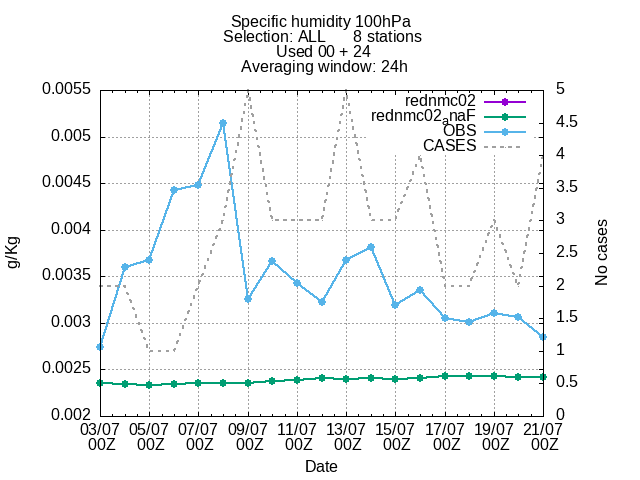 Specific humidity 100hPa
Selection: ALL 8 stations
Used 00 + 24
Averaging window: 24h
0.0055
0.005
0.0045
0.004
0.0035
0.003
0.0025
0.002
g/Kg
5
4.5
4
3.5
3
2.5
2
1.5
1
0.5
0
No cases
rednmc02
rednmc02anaF
OBS
CASES
03/07 05/07 07/07 09/07 11/07 13/07 15/07 17/07 19/07 21/07
00Z 00Z 00Z 00Z 00Z 00Z 00Z 00Z 00Z 00Z
Date